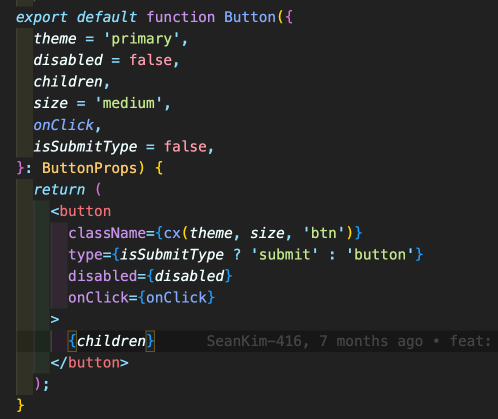 export default function Button({
  theme = 'primary',
  disabled = false,
  children,
  size = 'medium',
  onClick,
  isSubmitType = false,
}: ButtonProps) {
  return (
    <button
      className={cx(theme, size, 'btn')}
      type={isSubmitType ? 'submit' : 'button'}
      disabled={disabled}
      onClick={onClick}
    >
      {children}      SeanKim-416, 7 months ago • feat:
    </button>
  );
}